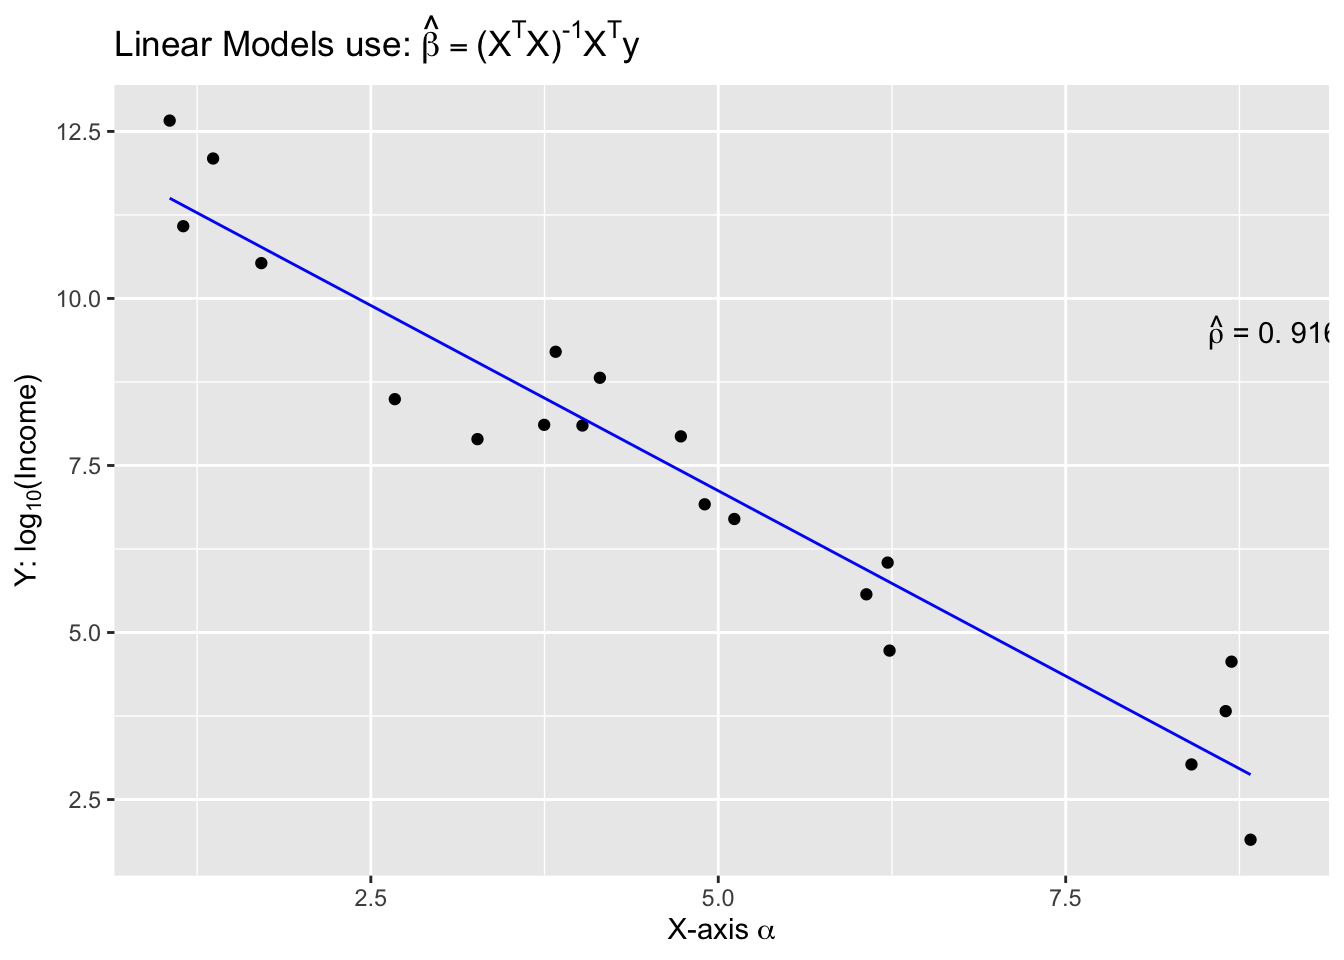 Linear Models use: β̂ = (XᵀX)⁻¹Xᵀy
12.5
10.0
7.5
5.0
2.5
Y: log₁₀(Income)
ρ̂ = 0. 916
2.5
5.0
7.5
X-axis α